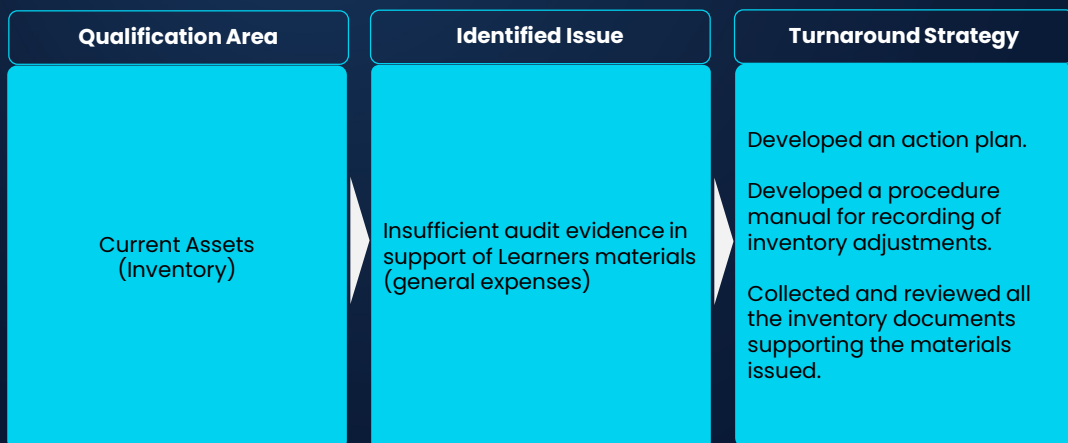 Qualification Area
Identified Issue
Turnaround Strategy
Current Assets
(Inventory)
Insufficient audit evidence in
support of Learners materials
(general expenses)
Developed an action plan.
Developed a procedure
manual for recording of
inventory adjustments.
Collected and reviewed all
the inventory documents
supporting the materials
issued.